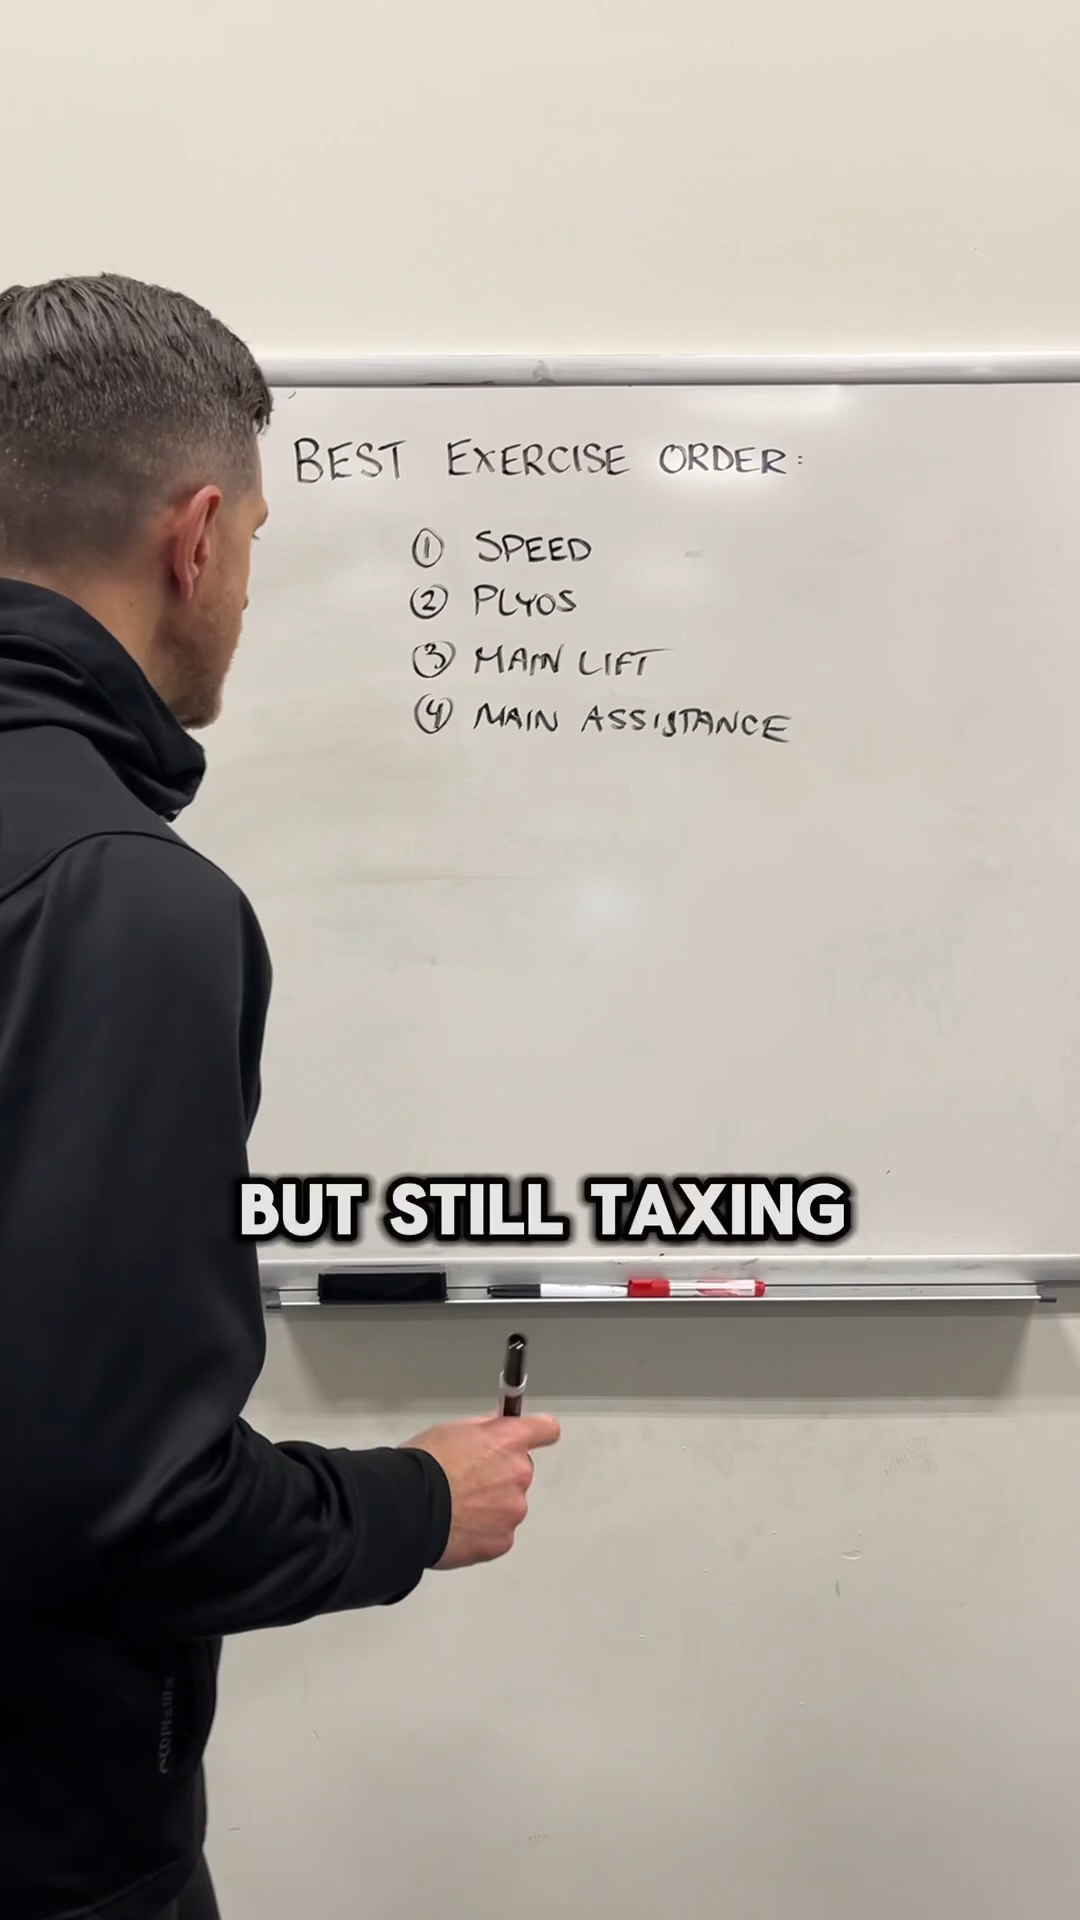 BEST EXERCISE ORDER:
① SPEED
② PLYOS
③ MAIN LIFT
④ MAIN ASSISTANCE
BUT STILL TAXING